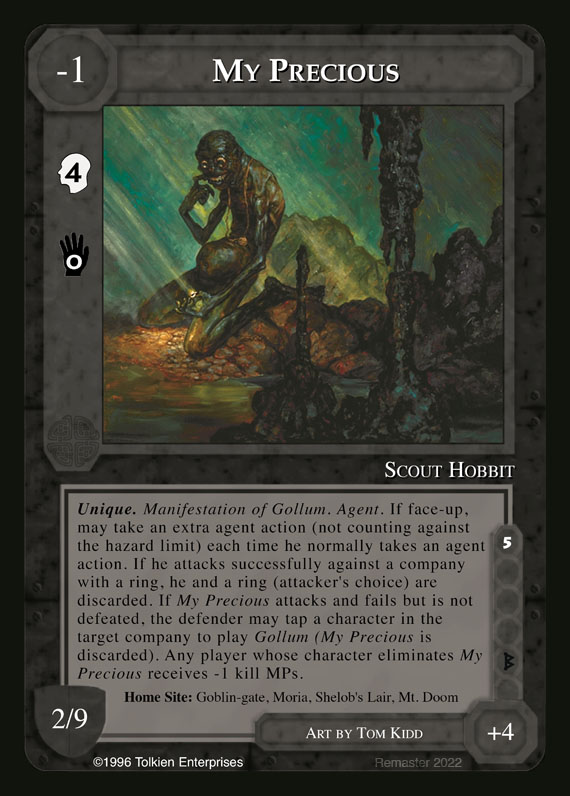 -1
My Precious
4
0
Scout Hobbit
Unique. Manifestation of Gollum. Agent. If face-up,
may take an extra agent action (not counting against
the hazard limit) each time he normally takes an agent
action. If he attacks successfully against a company
with a ring, he and a ring (attacker's choice) are
discarded. If My Precious attacks and fails but is not
defeated, the defender may tap a character in the
target company to play Gollum (My Precious is
discarded). Any player whose character eliminates My
Precious receives -1 kill MPs.
5
Home Site: Goblin-gate, Moria, Shelob's Lair, Mt. Doom
2/9
Art by Tom Kidd
+4
©1996 Tolkien Enterprises
Remaster 2022